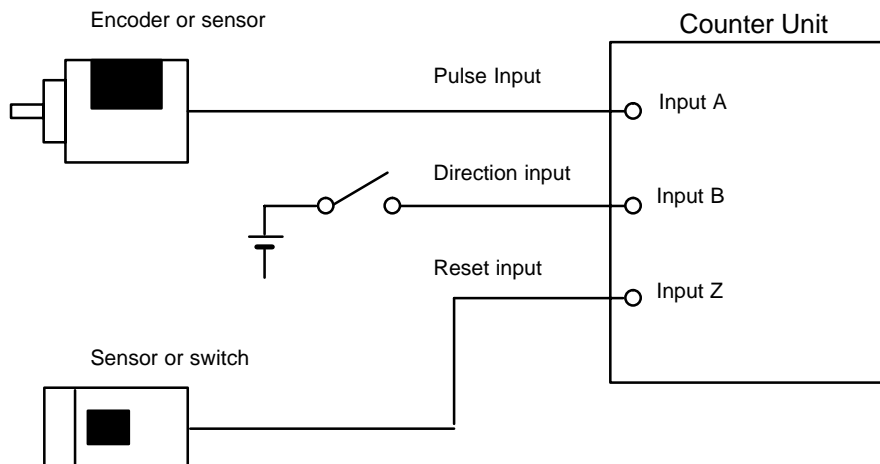 Encoder or sensor
Counter Unit
Pulse Input
Input A
Direction input
Input B
Reset input
Input Z
Sensor or switch